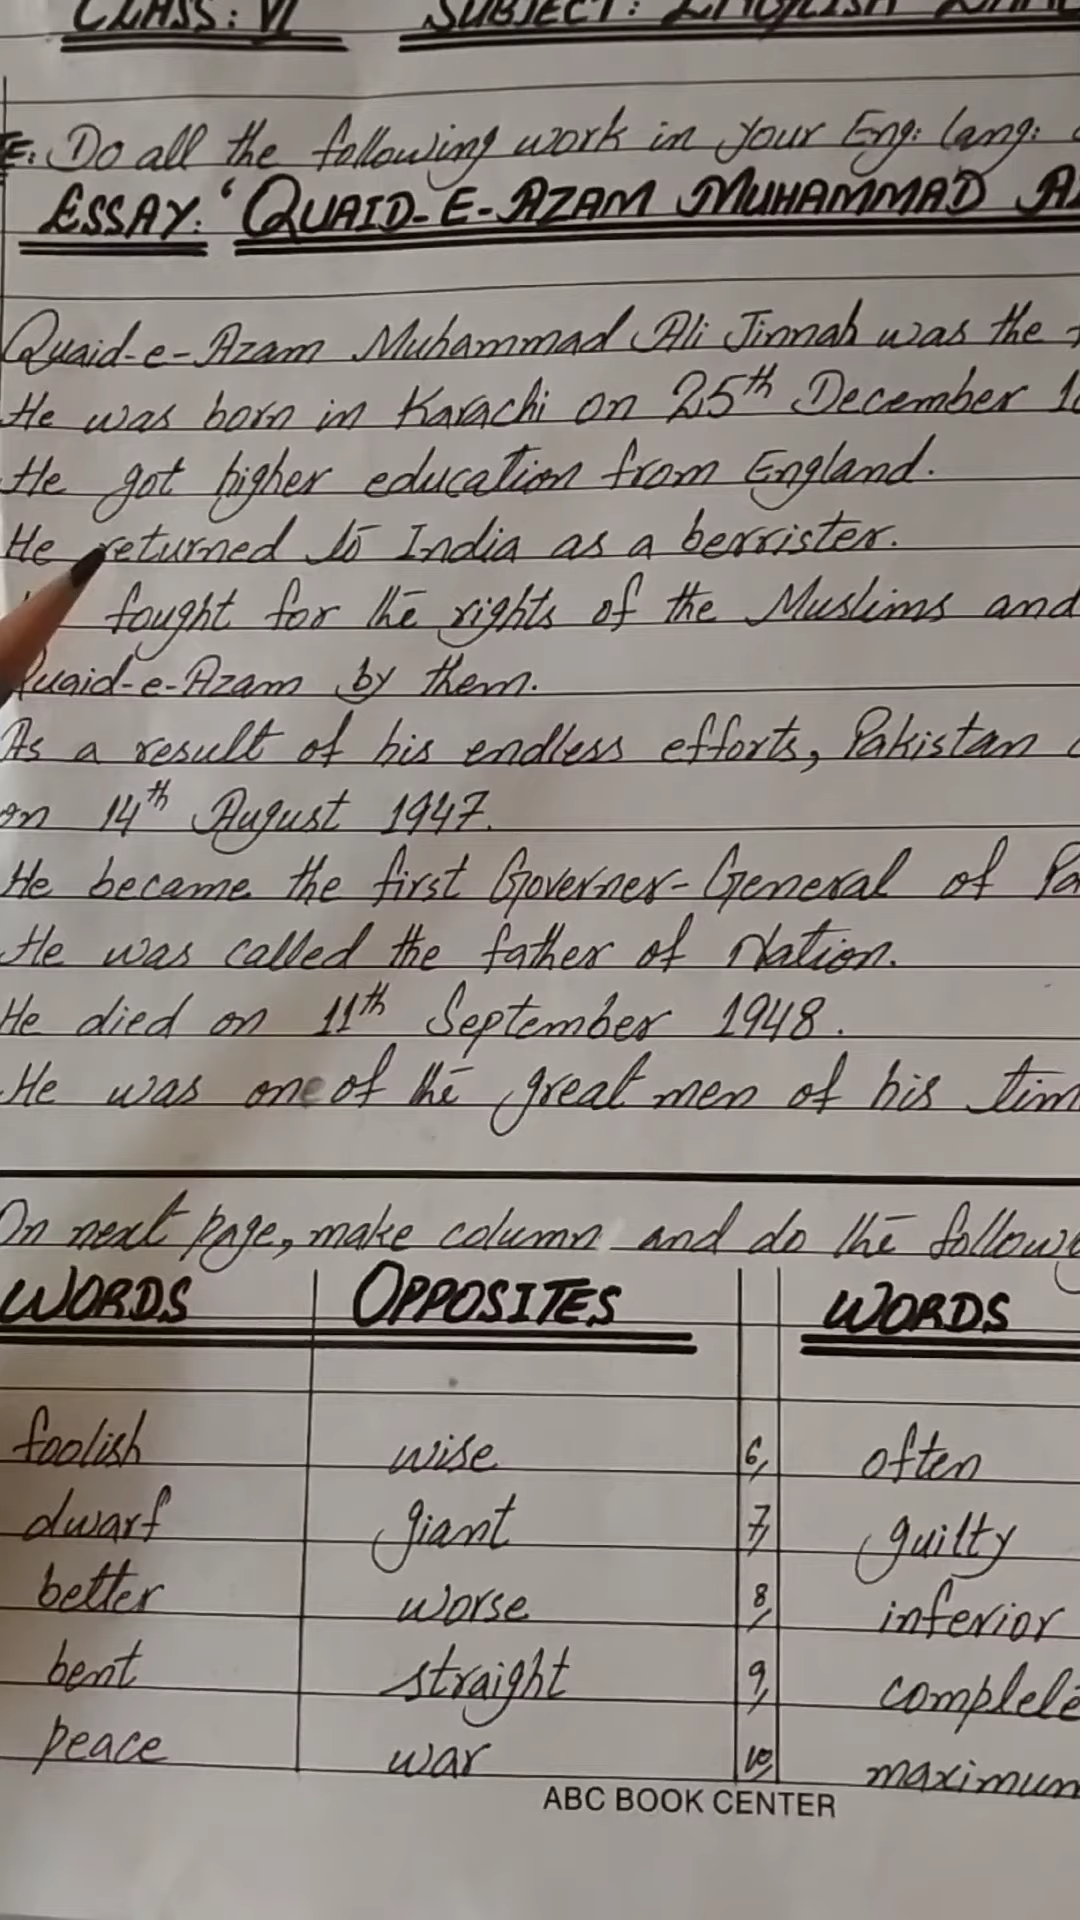 CLASS: VI SUBJECT: ENGLISH
E: Do all the following work in your Eng: lang:
ESSAY: 'QUAID-E-AZAM MUHAMMAD
Quaid-e-Azam Muhammad Ali Jinnah was the
He was born in Karachi on 25th December
He got higher education from England.
He returned to India as a berrister.
fought for the rights of the Muslims and
Quaid-e-Azam by them.
As a result of his endless efforts, Pakistan
on 14th August 1947.
He became the first Governer-General of Pa
He was called the father of Nation.
He died on 11th September 1948.
He was one of the great men of his tim
On next page, make column and do the followi
WORDS OPPOSITES WORDS
foolish wise 6, often
dwarf giant 7, guilty
better worse 8, inferior
bent straight 9, complete
peace war 10, maximum
ABC BOOK CENTER